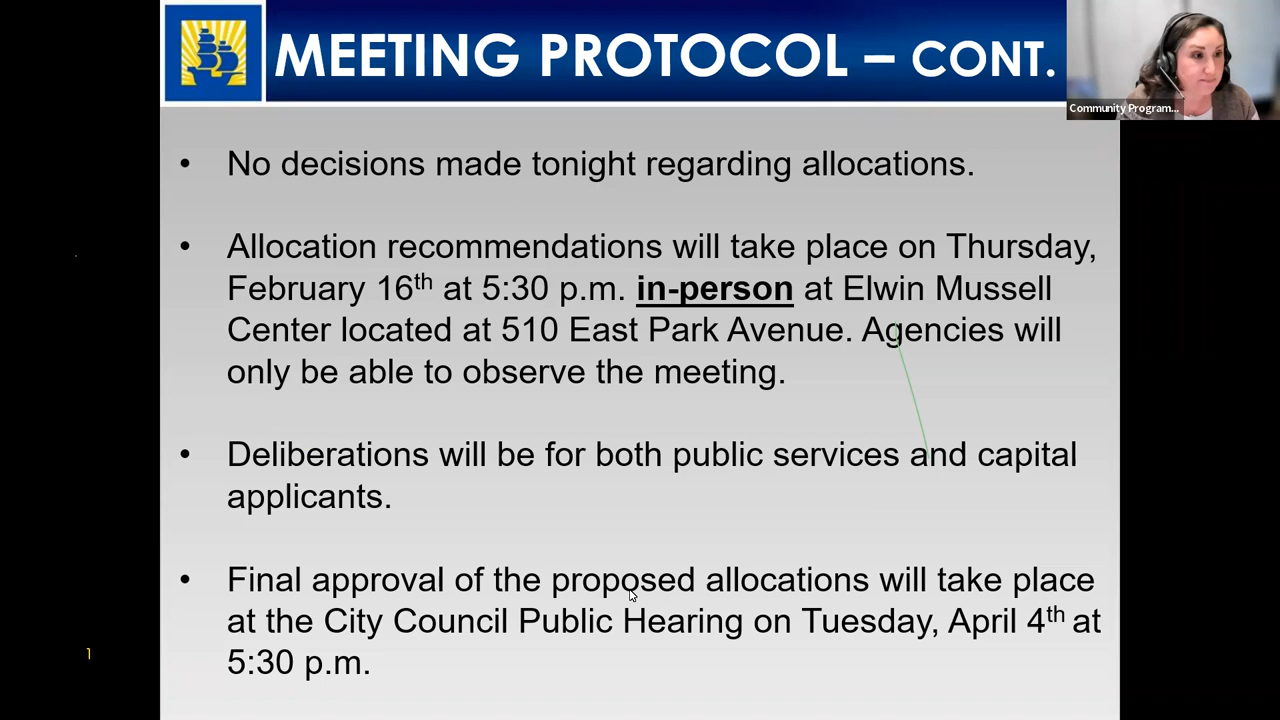 MEETING PROTOCOL – CONT.
Community Program...
• No decisions made tonight regarding allocations.
• Allocation recommendations will take place on Thursday,
February 16th at 5:30 p.m. in-person at Elwin Mussell
Center located at 510 East Park Avenue. Agencies will
only be able to observe the meeting.
• Deliberations will be for both public services and capital
applicants.
• Final approval of the proposed allocations will take place
at the City Council Public Hearing on Tuesday, April 4th at
5:30 p.m.
1